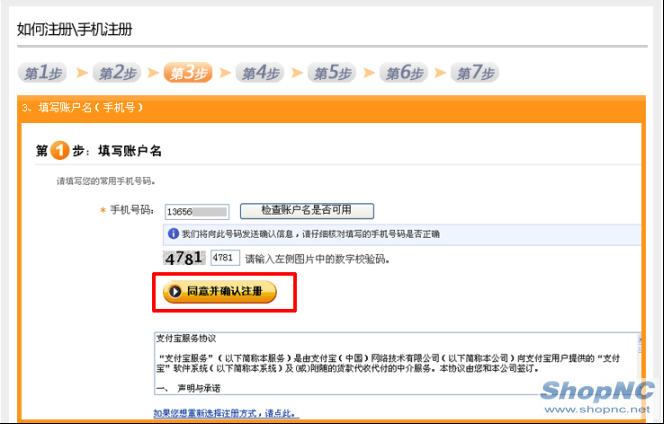 如何注册\手机注册
第1步 第2步 第3步 第4步 第5步 第6步 第7步
3、填写账户名(手机号)
第1步：填写账户名
请填写您的常用手机号码。
* 手机号码： 13656 检查账户名是否可用
我们将向此号码发送确认信息，请仔细核对填写的手机号码是否正确
4781 4781 请输入左侧图片中的数字校验码。
同意并确认注册
支付宝服务协议
“支付宝服务”（以下简称本服务）是由支付宝（中国）网络技术有限公司（以下简称本公司）向支付宝用户提供的“支付
宝”软件系统（以下简称本系统）及(或)附随的货款代收代付的中介服务。本协议由您和本公司签订。
一、 声明与承诺
如果您想重新选择注册方式，请点此。
ShopNC
www.shopnc.net